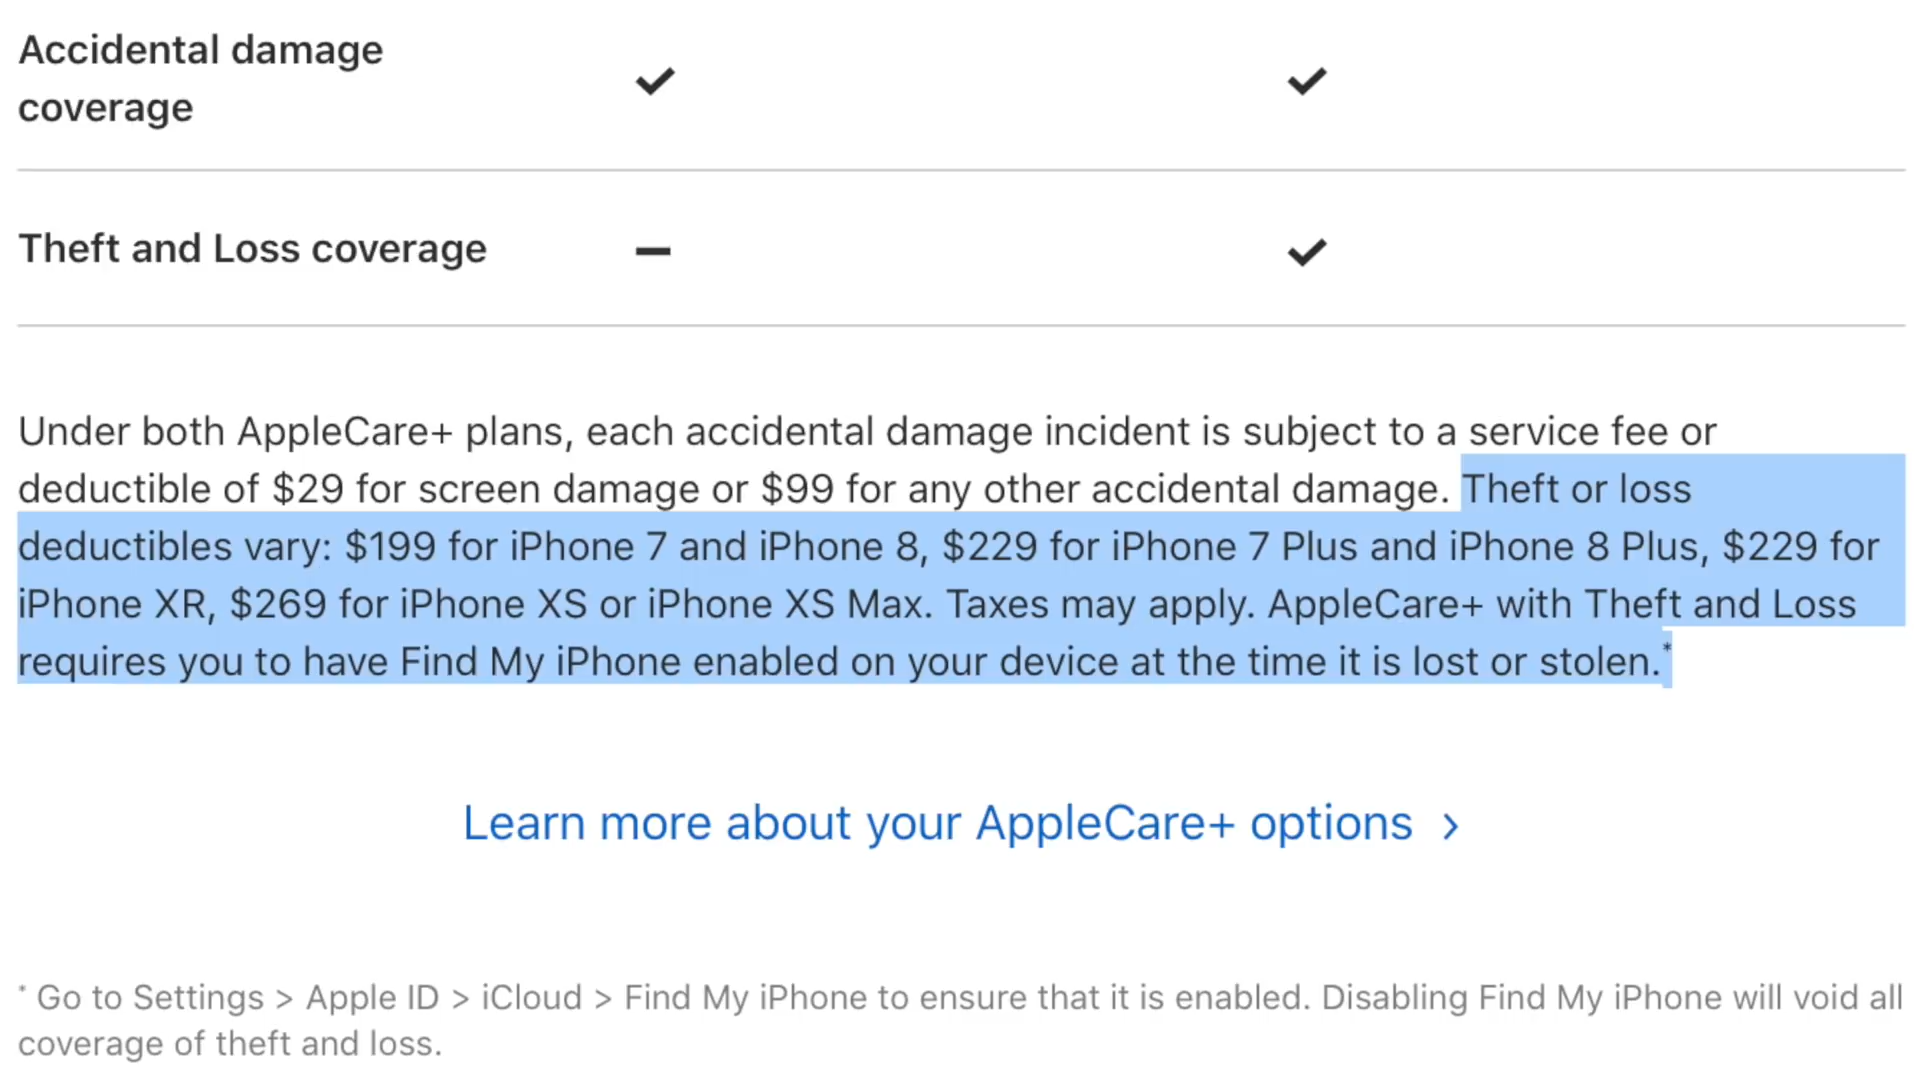 Accidental damage
coverage
Theft and Loss coverage
Under both AppleCare+ plans, each accidental damage incident is subject to a service fee or
deductible of $29 for screen damage or $99 for any other accidental damage. Theft or loss
deductibles vary: $199 for iPhone 7 and iPhone 8, $229 for iPhone 7 Plus and iPhone 8 Plus, $229 for
iPhone XR, $269 for iPhone XS or iPhone XS Max. Taxes may apply. AppleCare+ with Theft and Loss
requires you to have Find My iPhone enabled on your device at the time it is lost or stolen.*
Learn more about your AppleCare+ options >
* Go to Settings > Apple ID > iCloud > Find My iPhone to ensure that it is enabled. Disabling Find My iPhone will void all
coverage of theft and loss.